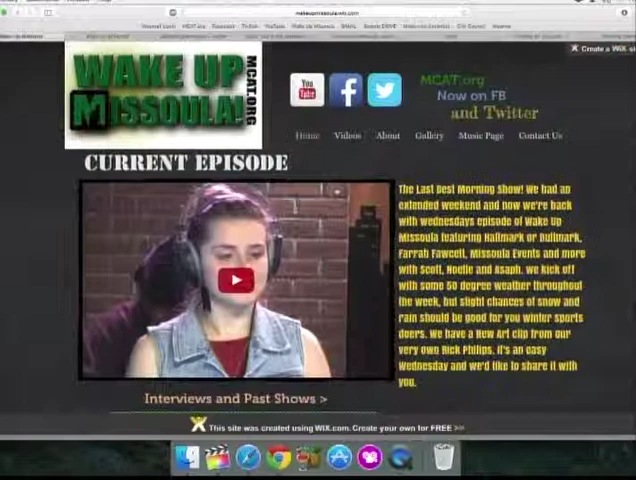 makeupmissoula.wix.com
Create a WiX si
WAKE UP
MISSOULA!
MCAT.ORG
You
Tube
MCAT.org
Now on FB
and Twitter
Home Videos About Gallery Music Page Contact Us
CURRENT EPISODE
The Last Best Morning Show! We had an
extended weekend and now we're back
with wednesdays episode of Wake Up
Missoula featuring Hallmark or Bullmark,
Farrah Fawcett, Missoula Events and more
with Scott, Noelle and Asaph. We kick off
with some 50 degree weather throughout
the week, but slight chances of snow and
rain should be good for you winter sports
doers. We have a New Art clip from our
very own Rick Philips. It's an easy
Wednesday and we'd like to share it with
you.
Interviews and Past Shows >
This site was created using WiX.com. Create your own for FREE >>